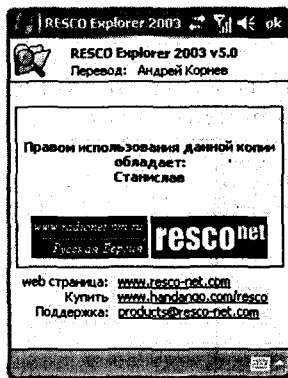 RESCO Explorer 2003 ok
RESCO Explorer 2003 v5.0
Перевод: Андрей Корнев
Правом использования данной копии
обладает:
Станислав
www.radionet.nm.ru
Русская Версия
resco net
web страница: www.resco-net.com
Купить www.handango.com/resco
Поддержка: products@resco-net.com